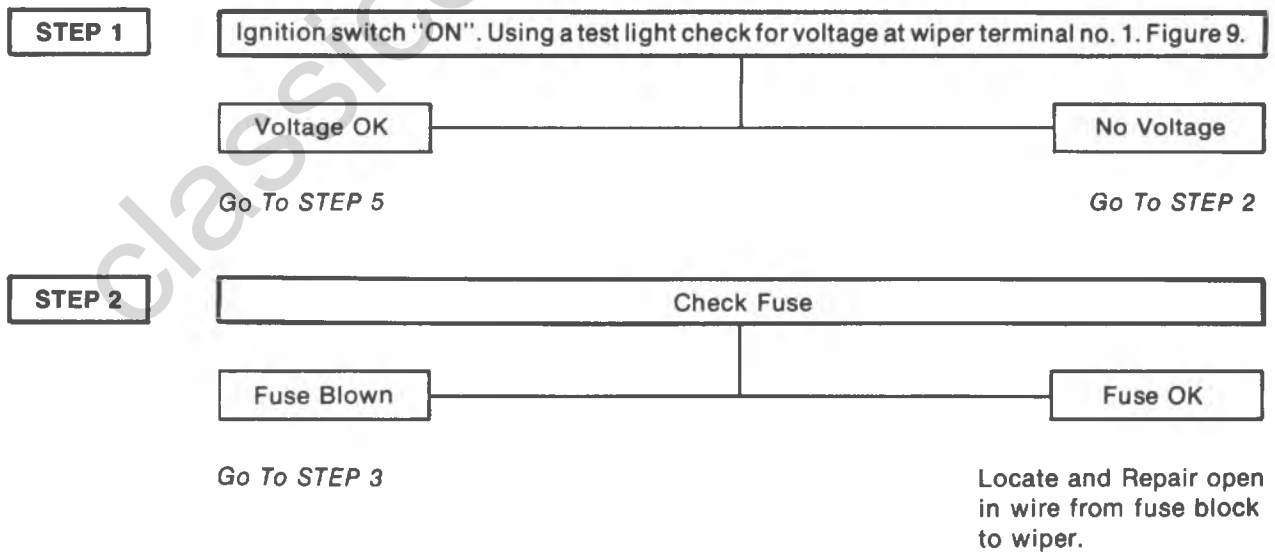 STEP 1
Ignition switch "ON". Using a test light check for voltage at wiper terminal no. 1. Figure 9.
Voltage OK
No Voltage
Go To STEP 5
Go To STEP 2
STEP 2
Check Fuse
Fuse Blown
Fuse OK
Go To STEP 3
Locate and Repair open
in wire from fuse block
to wiper.
classic